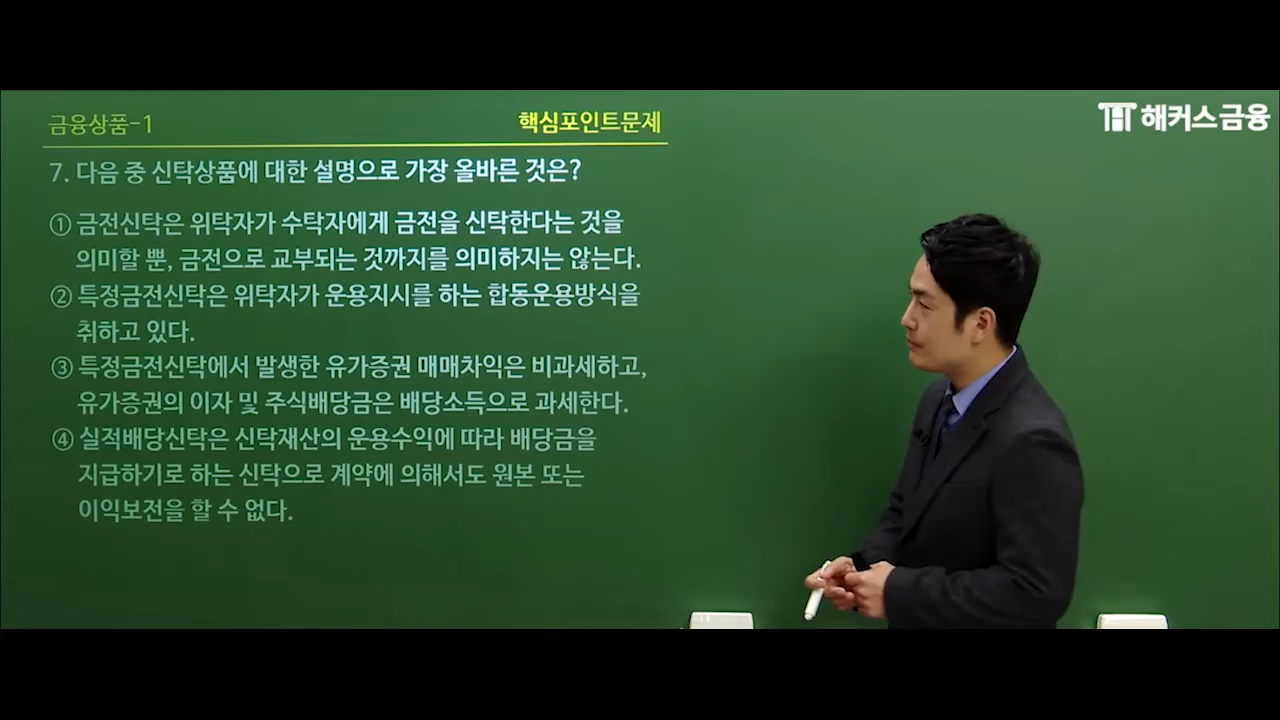 금융상품-1
핵심포인트문제
해커스금융
7. 다음 중 신탁상품에 대한 설명으로 가장 올바른 것은?
① 금전신탁은 위탁자가 수탁자에게 금전을 신탁한다는 것을
의미할 뿐, 금전으로 교부되는 것까지를 의미하지는 않는다.
② 특정금전신탁은 위탁자가 운용지시를 하는 합동운용방식을
취하고 있다.
③ 특정금전신탁에서 발생한 유가증권 매매차익은 비과세하고,
유가증권의 이자 및 주식배당금은 배당소득으로 과세한다.
④ 실적배당신탁은 신탁재산의 운용수익에 따라 배당금을
지급하기로 하는 신탁으로 계약에 의해서도 원본 또는
이익보전을 할 수 없다.